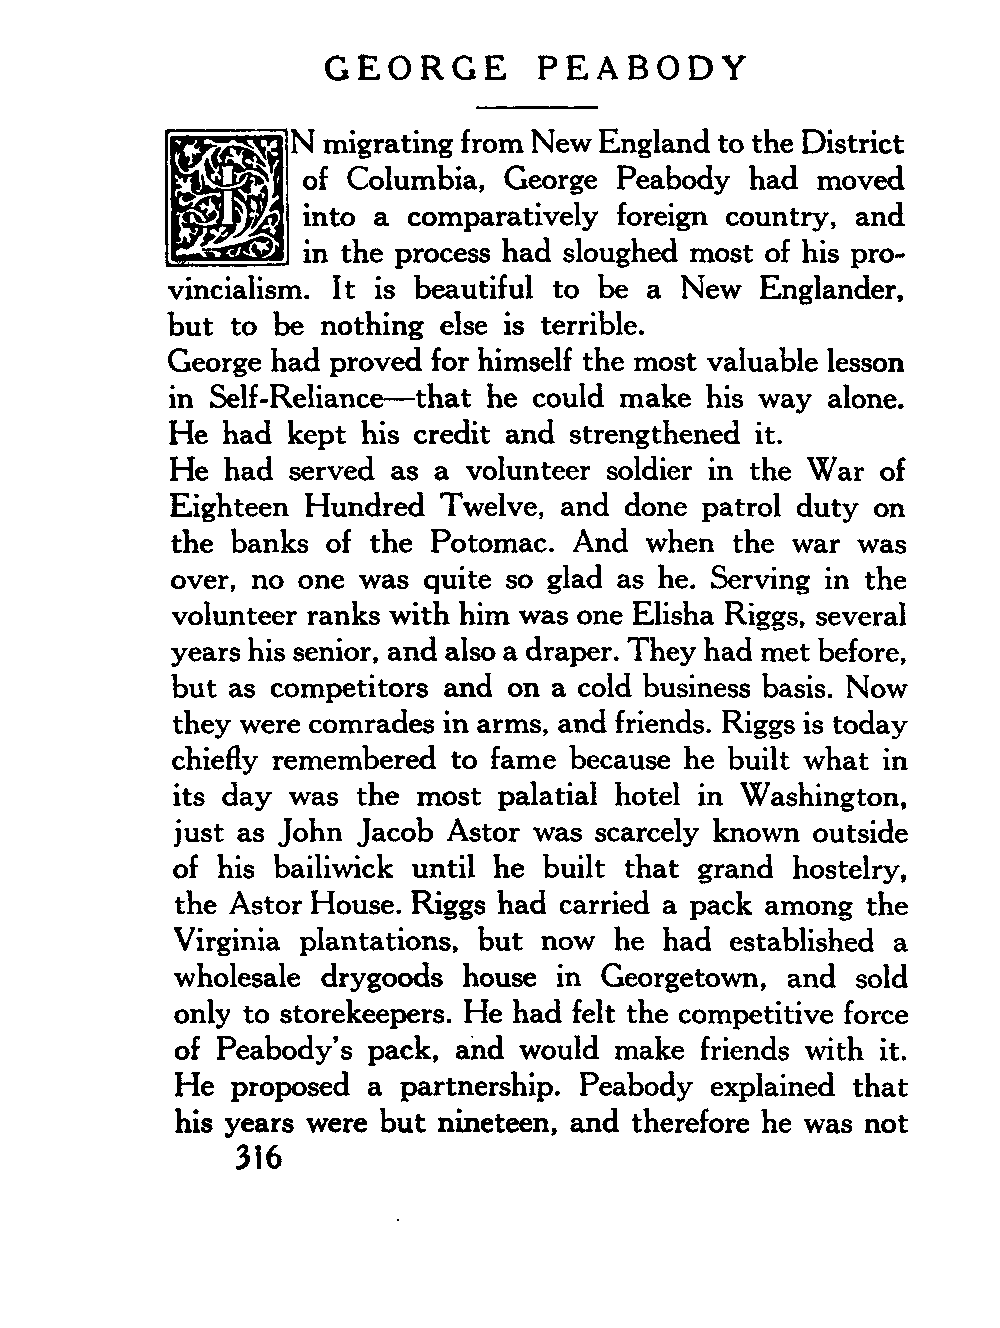 GEORGE PEABODY
IN migrating from New England to the District
of Columbia, George Peabody had moved
into a comparatively foreign country, and
in the process had sloughed most of his pro-
vincialism. It is beautiful to be a New Englander,
but to be nothing else is terrible.
George had proved for himself the most valuable lesson
in Self-Reliance—that he could make his way alone.
He had kept his credit and strengthened it.
He had served as a volunteer soldier in the War of
Eighteen Hundred Twelve, and done patrol duty on
the banks of the Potomac. And when the war was
over, no one was quite so glad as he. Serving in the
volunteer ranks with him was one Elisha Riggs, several
years his senior, and also a draper. They had met before,
but as competitors and on a cold business basis. Now
they were comrades in arms, and friends. Riggs is today
chiefly remembered to fame because he built what in
its day was the most palatial hotel in Washington,
just as John Jacob Astor was scarcely known outside
of his bailiwick until he built that grand hostelry,
the Astor House. Riggs had carried a pack among the
Virginia plantations, but now he had established a
wholesale drygoods house in Georgetown, and sold
only to storekeepers. He had felt the competitive force
of Peabody's pack, and would make friends with it.
He proposed a partnership. Peabody explained that
his years were but nineteen, and therefore he was not
316